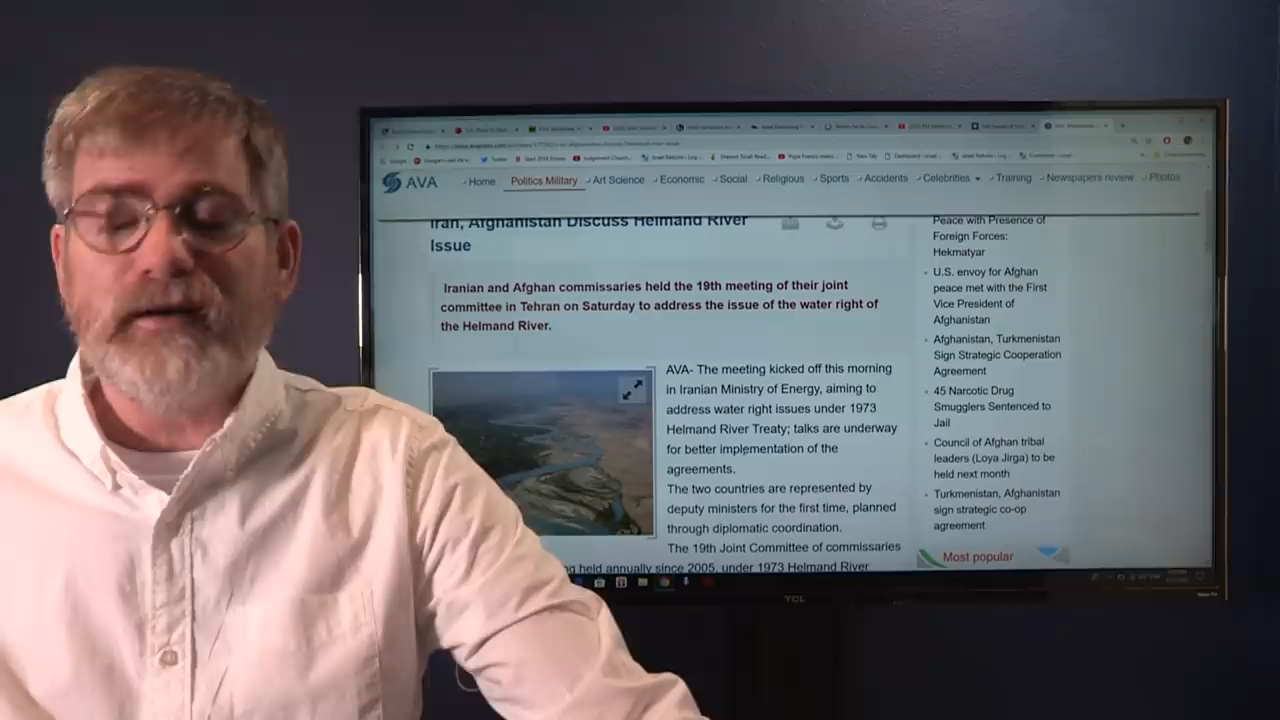 AVA
Home Politics Military Art Science Economic Social Religious Sports Accidents Celebrities Training Newspapers review Photos
Iran, Afghanistan Discuss Helmand River
Issue
Iranian and Afghan commissaries held the 19th meeting of their joint
committee in Tehran on Saturday to address the issue of the water right of
the Helmand River.
AVA- The meeting kicked off this morning
in Iranian Ministry of Energy, aiming to
address water right issues under 1973
Helmand River Treaty; talks are underway
for better implementation of the
agreements.
The two countries are represented by
deputy ministers for the first time, planned
through diplomatic coordination.
The 19th Joint Committee of commissaries
held annually since 2005, under 1973 Helmand River
Peace with Presence of
Foreign Forces:
Hekmatyar
U.S. envoy for Afghan
peace met with the First
Vice President of
Afghanistan
Afghanistan, Turkmenistan
Sign Strategic Cooperation
Agreement
45 Narcotic Drug
Smugglers Sentenced to
Jail
Council of Afghan tribal
leaders (Loya Jirga) to be
held next month
Turkmenistan, Afghanistan
sign strategic co-op
agreement
Most popular
TCL